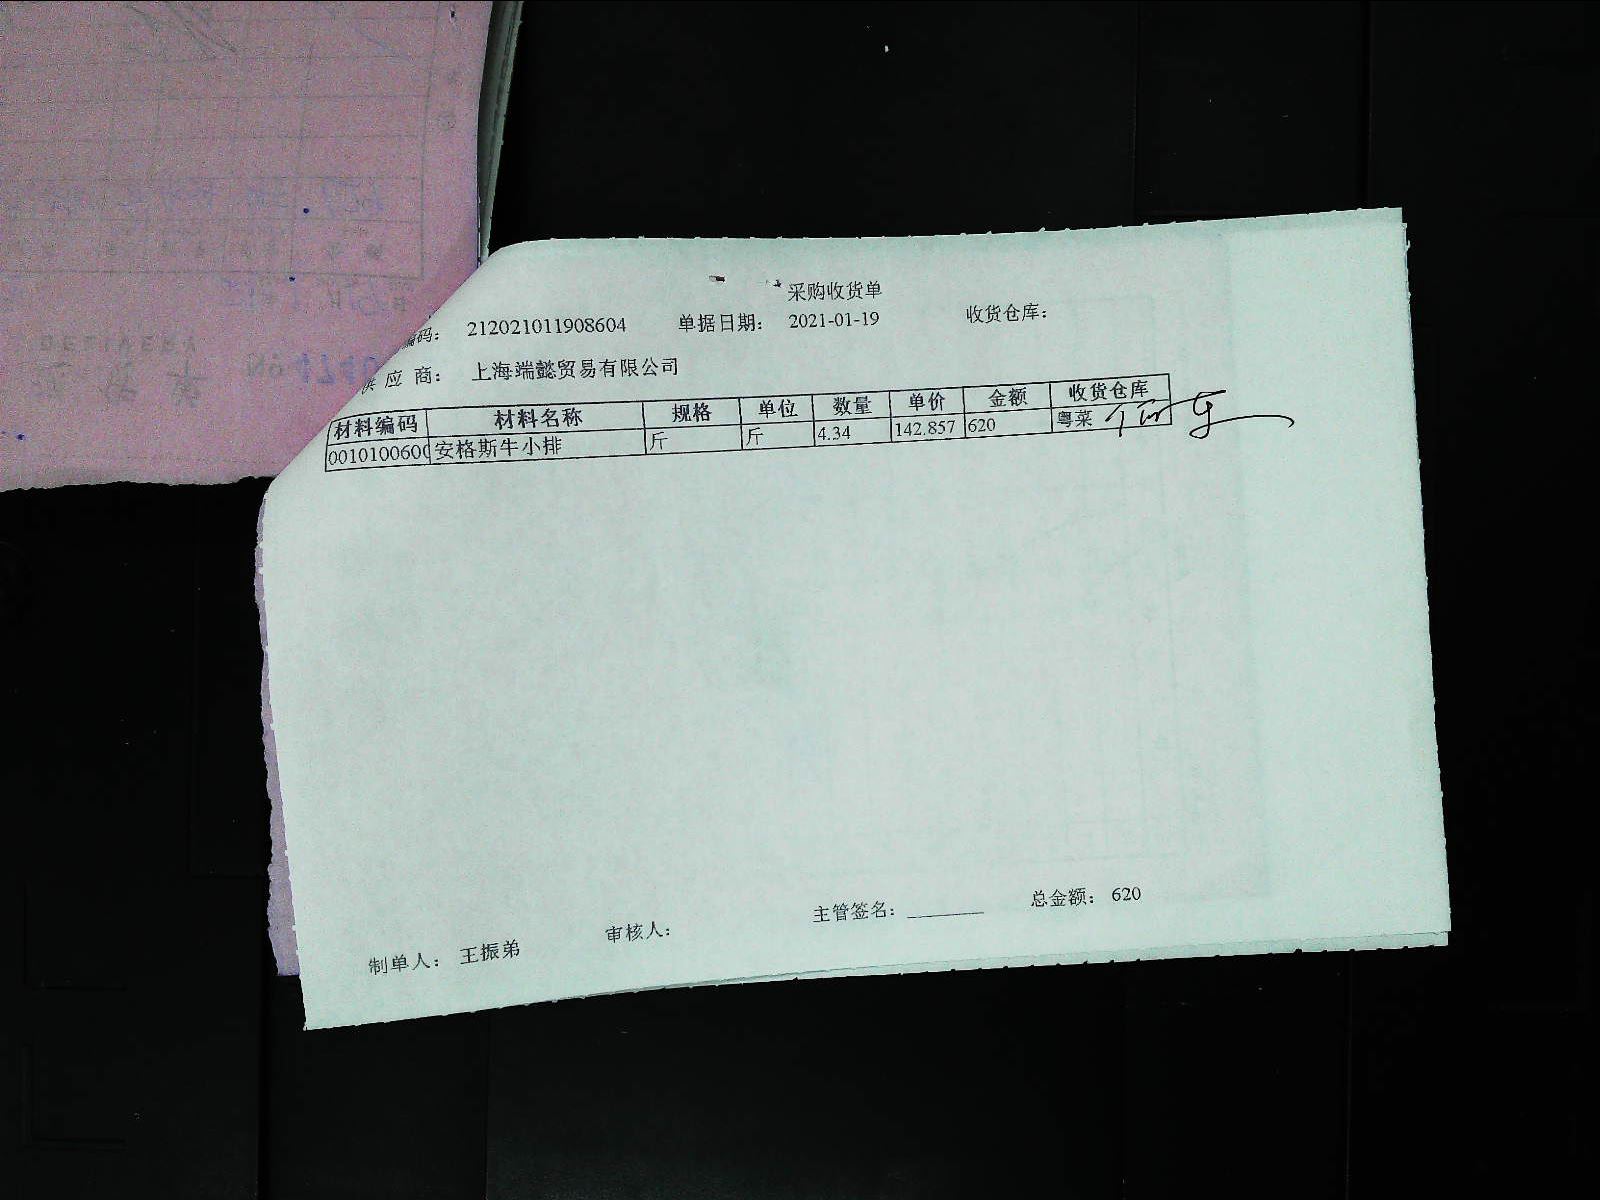 采购收货单
编码： 212021011908604 单据日期： 2021-01-19 收货仓库：
供 应 商： 上海端懿贸易有限公司
材料编码 材料名称 规格 单位 数量 单价 金额 收货仓库
0010100600 安格斯牛小排 斤 斤 4.34 142.857 620 粤菜
制单人： 王振弟 审核人： 主管签名： 总金额： 620